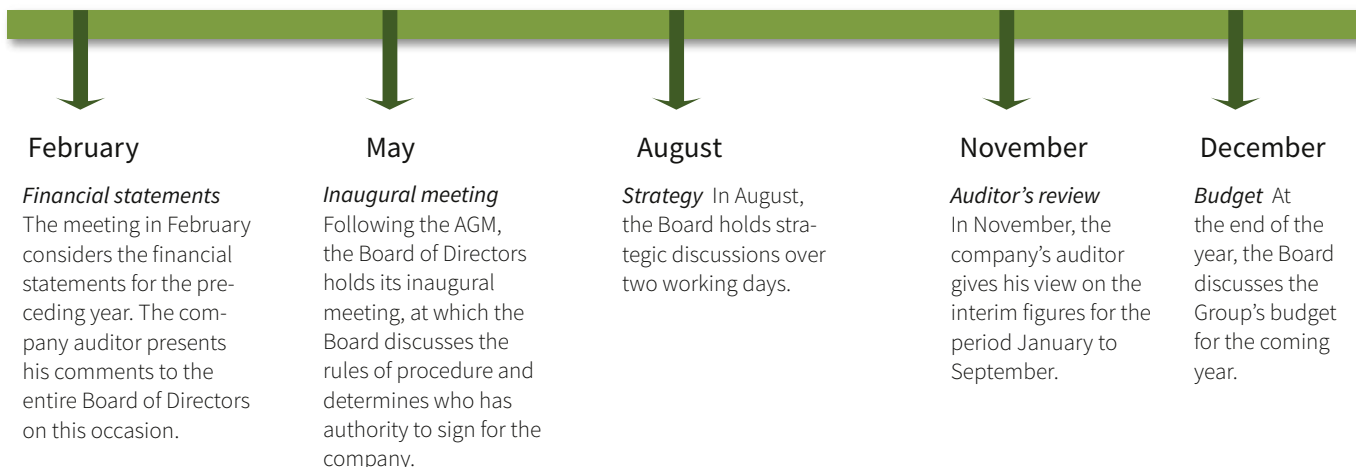 February
Financial statements
The meeting in February
considers the financial
statements for the pre-
ceding year. The com-
pany auditor presents
his comments to the
entire Board of Directors
on this occasion.
May
Inaugural meeting
Following the AGM,
the Board of Directors
holds its inaugural
meeting, at which the
Board discusses the
rules of procedure and
determines who has
authority to sign for the
company.
August
Strategy In August,
the Board holds stra-
tegic discussions over
two working days.
November
Auditor’s review
In November, the
company’s auditor
gives his view on the
interim figures for the
period January to
September.
December
Budget At
the end of the
year, the Board
discusses the
Group’s budget
for the coming
year.